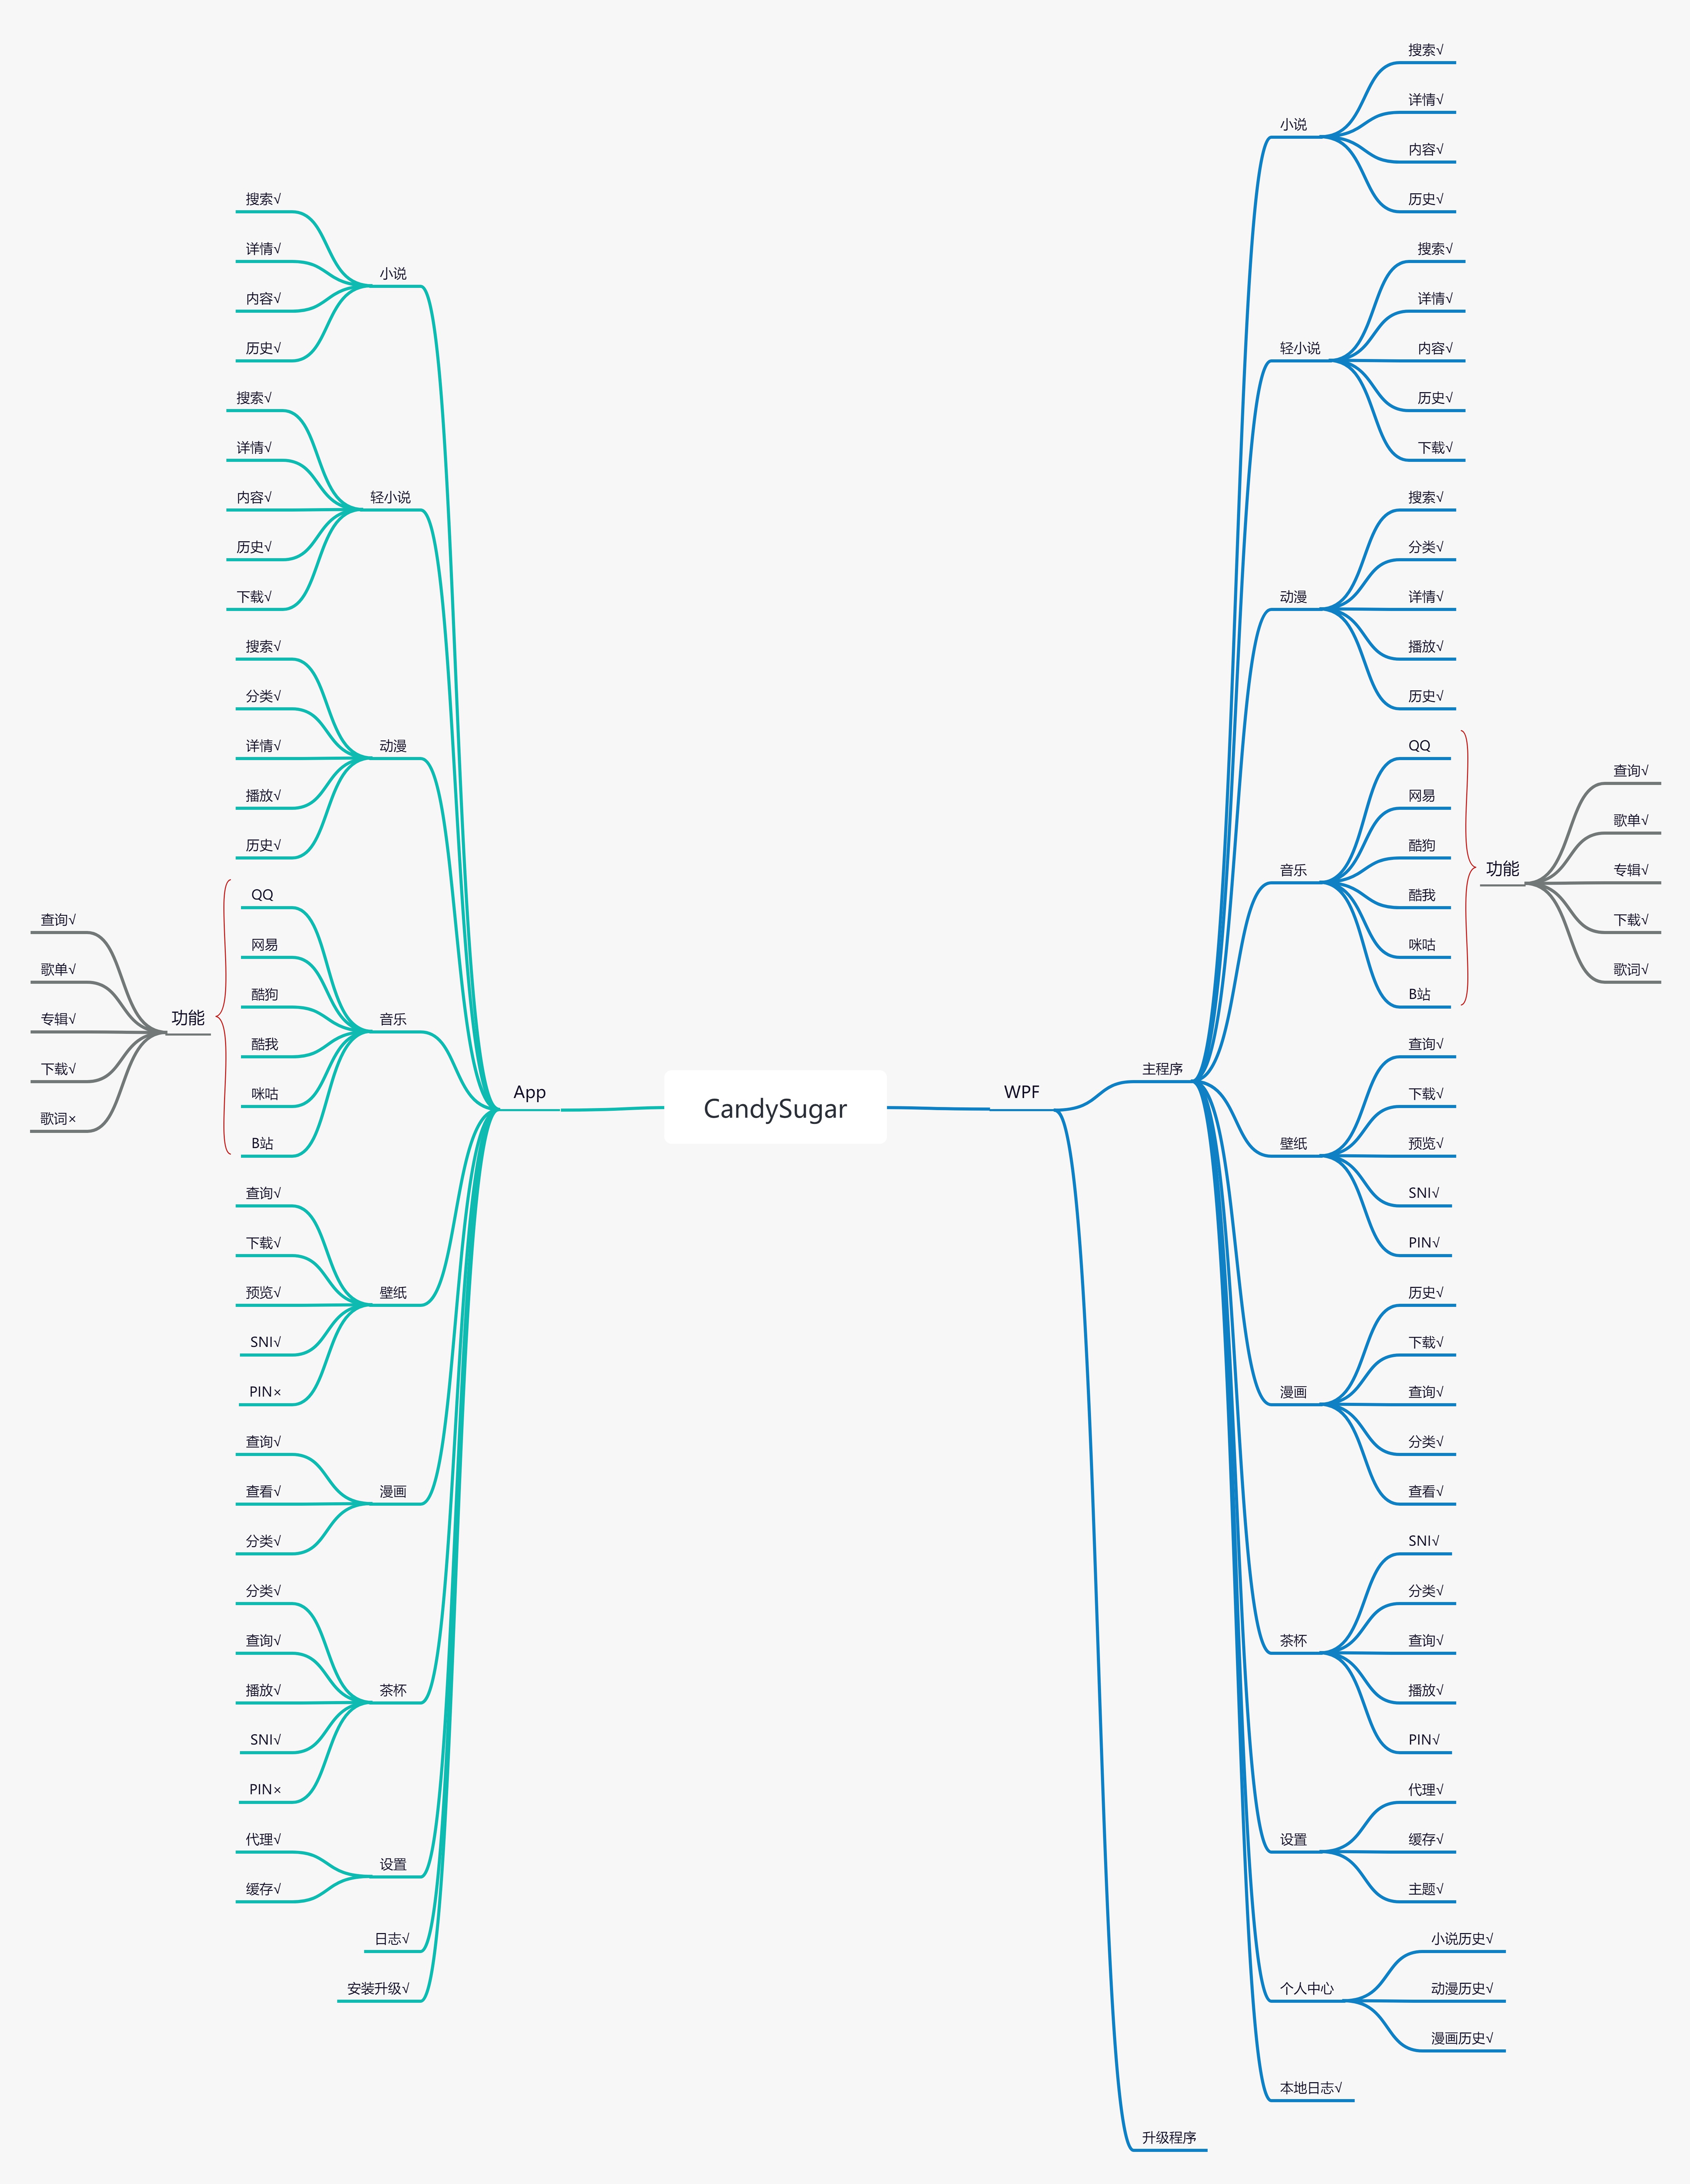 CandySugar
App
小说
搜索√
详情√
内容√
历史√
轻小说
搜索√
详情√
内容√
历史√
下载√
动漫
搜索√
分类√
详情√
播放√
历史√
音乐
QQ
网易
酷狗
酷我
咪咕
B站
功能
查询√
歌单√
专辑√
下载√
歌词×
壁纸
查询√
下载√
预览√
SNI√
PIN×
漫画
查询√
查看√
分类√
茶杯
分类√
查询√
播放√
SNI√
PIN×
设置
代理√
缓存√
日志√
安装升级√
WPF
主程序
小说
搜索√
详情√
内容√
历史√
轻小说
搜索√
详情√
内容√
历史√
下载√
动漫
搜索√
分类√
详情√
播放√
历史√
音乐
QQ
网易
酷狗
酷我
咪咕
B站
功能
查询√
歌单√
专辑√
下载√
歌词√
壁纸
查询√
下载√
预览√
SNI√
PIN√
漫画
历史√
下载√
查询√
分类√
查看√
茶杯
SNI√
分类√
查询√
播放√
PIN√
设置
代理√
缓存√
主题√
个人中心
小说历史√
动漫历史√
漫画历史√
本地日志√
升级程序